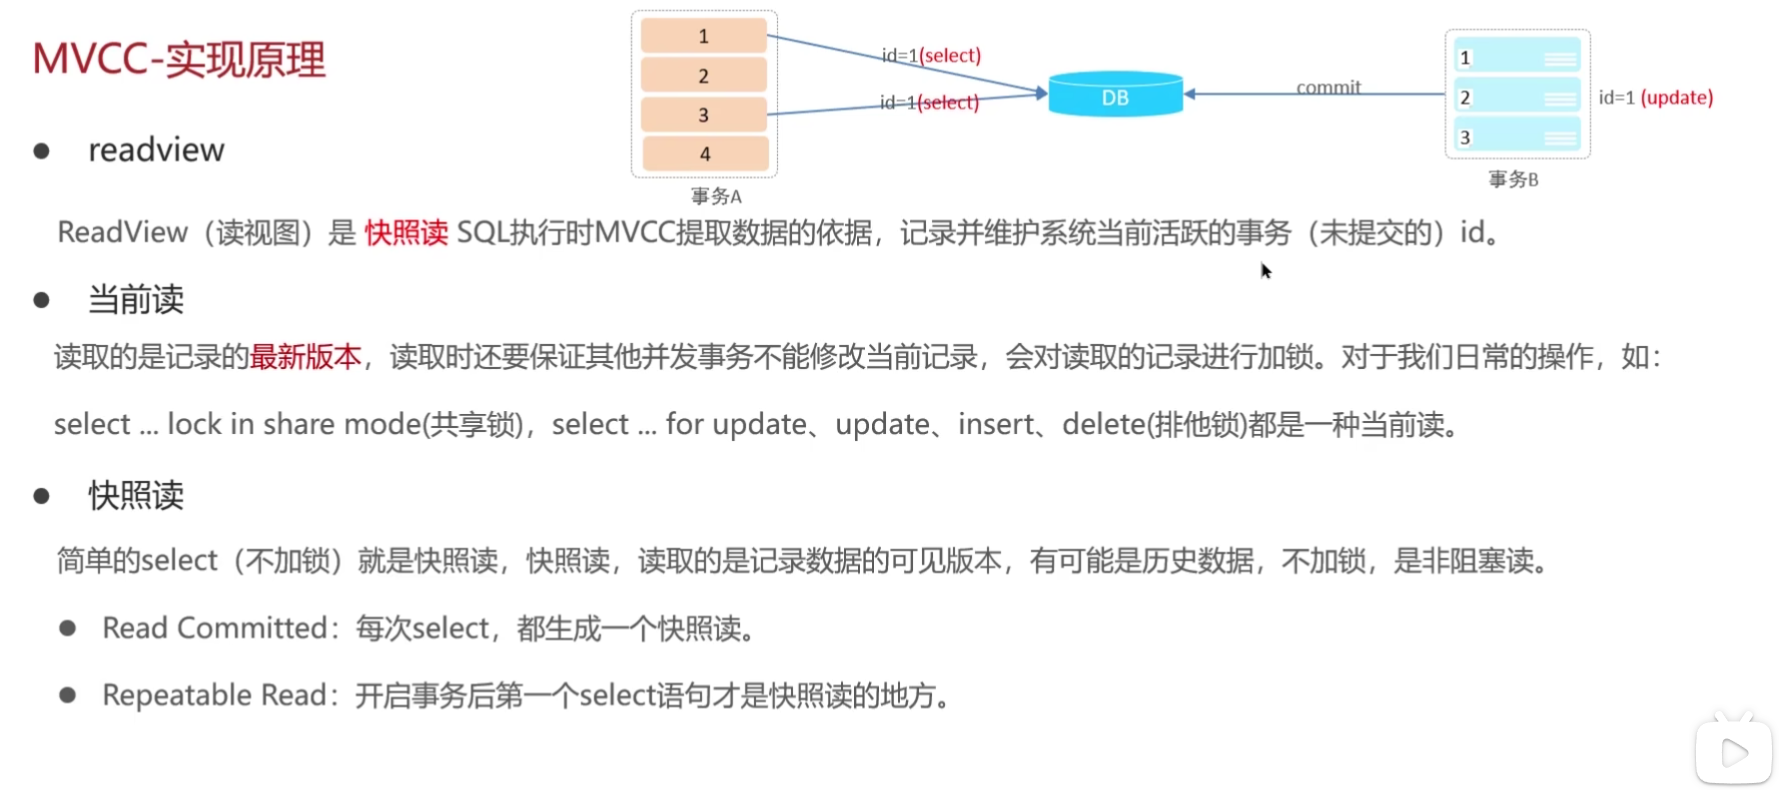 MVCC-实现原理
1
2
3
4
事务A
id=1(select)
id=1(select)
DB
commit
1
2
3
id=1 (update)
事务B
readview
ReadView（读视图）是 快照读 SQL执行时MVCC提取数据的依据，记录并维护系统当前活跃的事务（未提交的）id。
当前读
读取的是记录的最新版本，读取时还要保证其他并发事务不能修改当前记录，会对读取的记录进行加锁。对于我们日常的操作，如：
select ... lock in share mode(共享锁)，select ... for update、update、insert、delete(排他锁)都是一种当前读。
快照读
简单的select（不加锁）就是快照读，快照读，读取的是记录数据的可见版本，有可能是历史数据，不加锁，是非阻塞读。
Read Committed：每次select，都生成一个快照读。
Repeatable Read：开启事务后第一个select语句才是快照读的地方。